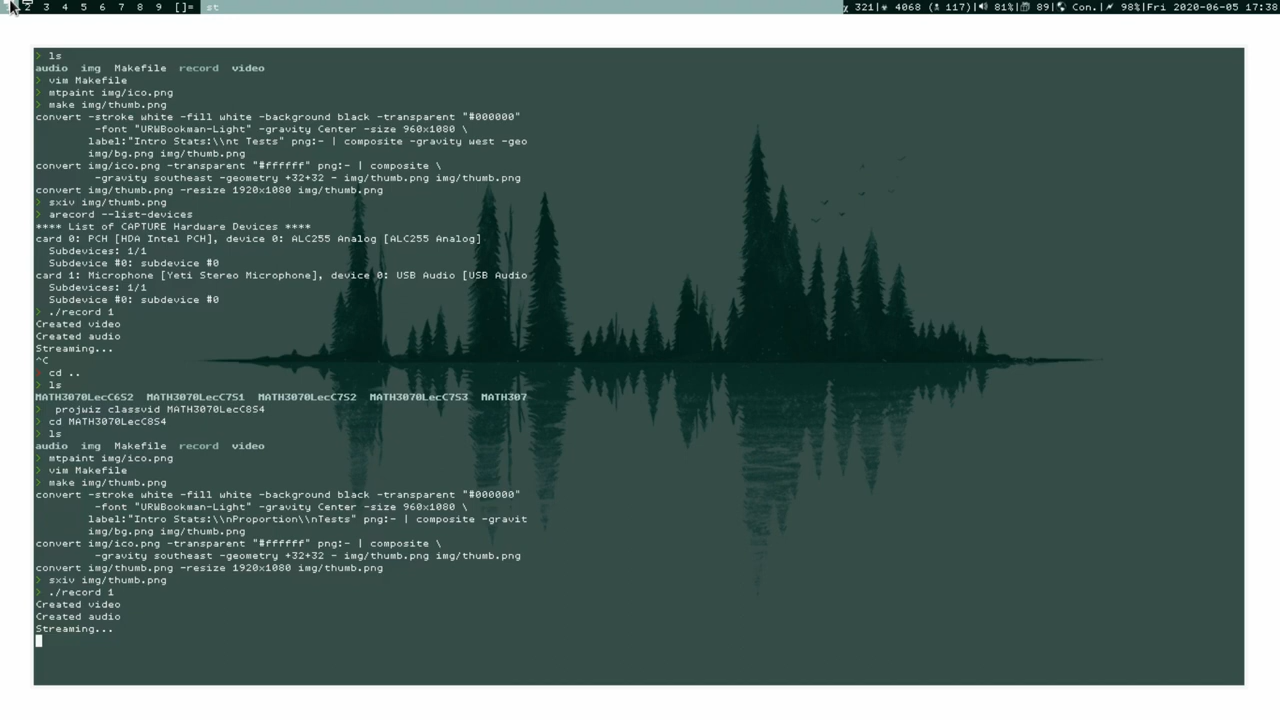 2 3 4 5 6 7 8 9 []= st 321| 4068 ( 117)| 81%| 89| Con.| 98%|Fri 2020-06-05 17:38
> ls
audio img Makefile record video
> vim Makefile
> mtpaint img/ico.png
> make img/thumb.png
convert -stroke white -fill white -background black -transparent "#000000"
-font "URWBookman-Light" -gravity Center -size 960x1080 \
label:"Intro Stats:\\nt Tests" png:- | composite -gravity west -geo
img/bg.png img/thumb.png
convert img/ico.png -transparent "#ffffff" png:- | composite \
-gravity southeast -geometry +32+32 - img/thumb.png img/thumb.png
convert img/thumb.png -resize 1920x1080 img/thumb.png
> sxiv img/thumb.png
> arecord --list-devices
**** List of CAPTURE Hardware Devices ****
card 0: PCH [HDA Intel PCH], device 0: ALC255 Analog [ALC255 Analog]
Subdevices: 1/1
Subdevice #0: subdevice #0
card 1: Microphone [Yeti Stereo Microphone], device 0: USB Audio [USB Audio
Subdevices: 1/1
Subdevice #0: subdevice #0
> ./record 1
Created video
Created audio
Streaming...
^C
> cd ..
> ls
MATH3070LecC6S2 MATH3070LecC7S1 MATH3070LecC7S2 MATH3070LecC7S3 MATH307
> projwiz classvid MATH3070LecC8S4
> cd MATH3070LecC8S4
> ls
audio img Makefile record video
> mtpaint img/ico.png
> vim Makefile
> make img/thumb.png
convert -stroke white -fill white -background black -transparent "#000000"
-font "URWBookman-Light" -gravity Center -size 960x1080 \
label:"Intro Stats:\\nProportion\\nTests" png:- | composite -gravit
img/bg.png img/thumb.png
convert img/ico.png -transparent "#ffffff" png:- | composite \
-gravity southeast -geometry +32+32 - img/thumb.png img/thumb.png
convert img/thumb.png -resize 1920x1080 img/thumb.png
> sxiv img/thumb.png
> ./record 1
Created video
Created audio
Streaming...